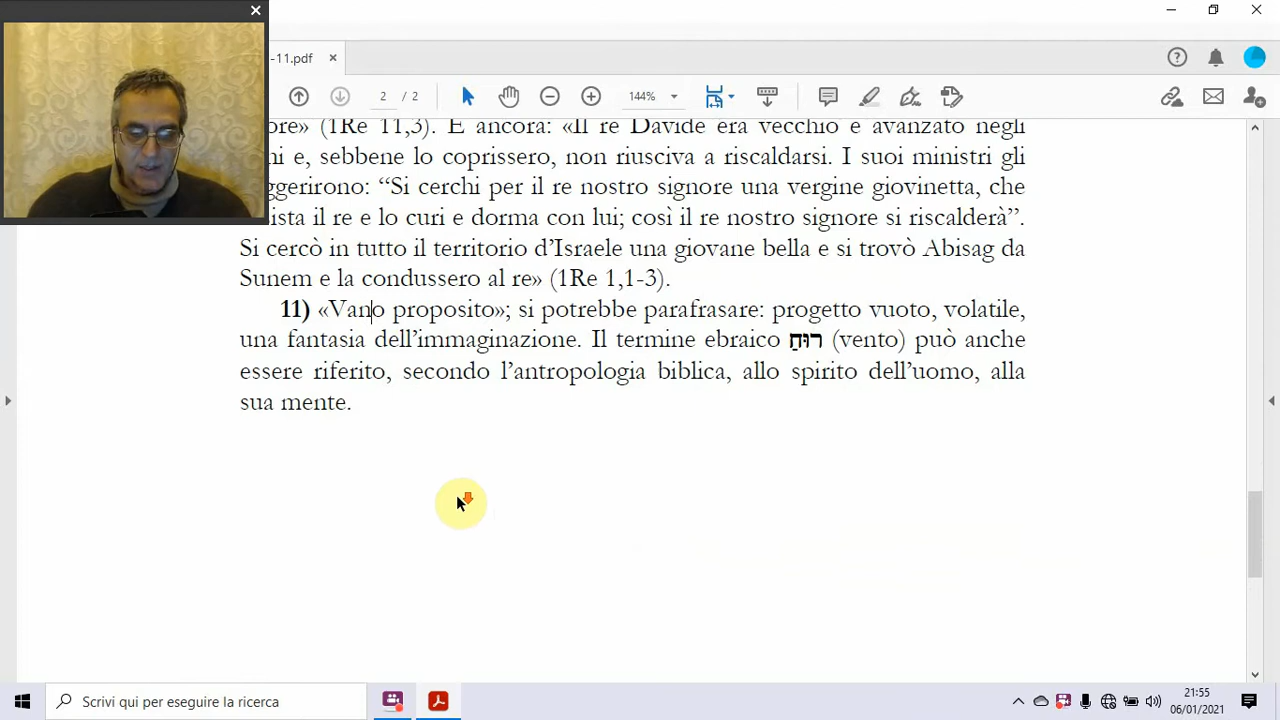 -11.pdf
2 / 2
144%
ore» (1Re 11,3). E ancora: «Il re Davide era vecchio e avanzato negli
ni e, sebbene lo coprissero, non riusciva a riscaldarsi. I suoi ministri gli
ggerirono: “Si cerchi per il re nostro signore una vergine giovinetta, che
ista il re e lo curi e dorma con lui; così il re nostro signore si riscalderà”.
Si cercò in tutto il territorio d’Israele una giovane bella e si trovò Abisag da
Sunem e la condussero al re» (1Re 1,1-3).
11) «Vano proposito»; si potrebbe parafrasare: progetto vuoto, volatile,
una fantasia dell’immaginazione. Il termine ebraico רוּחַ (vento) può anche
essere riferito, secondo l’antropologia biblica, allo spirito dell’uomo, alla
sua mente.
Scrivi qui per eseguire la ricerca
21:55
06/01/2021